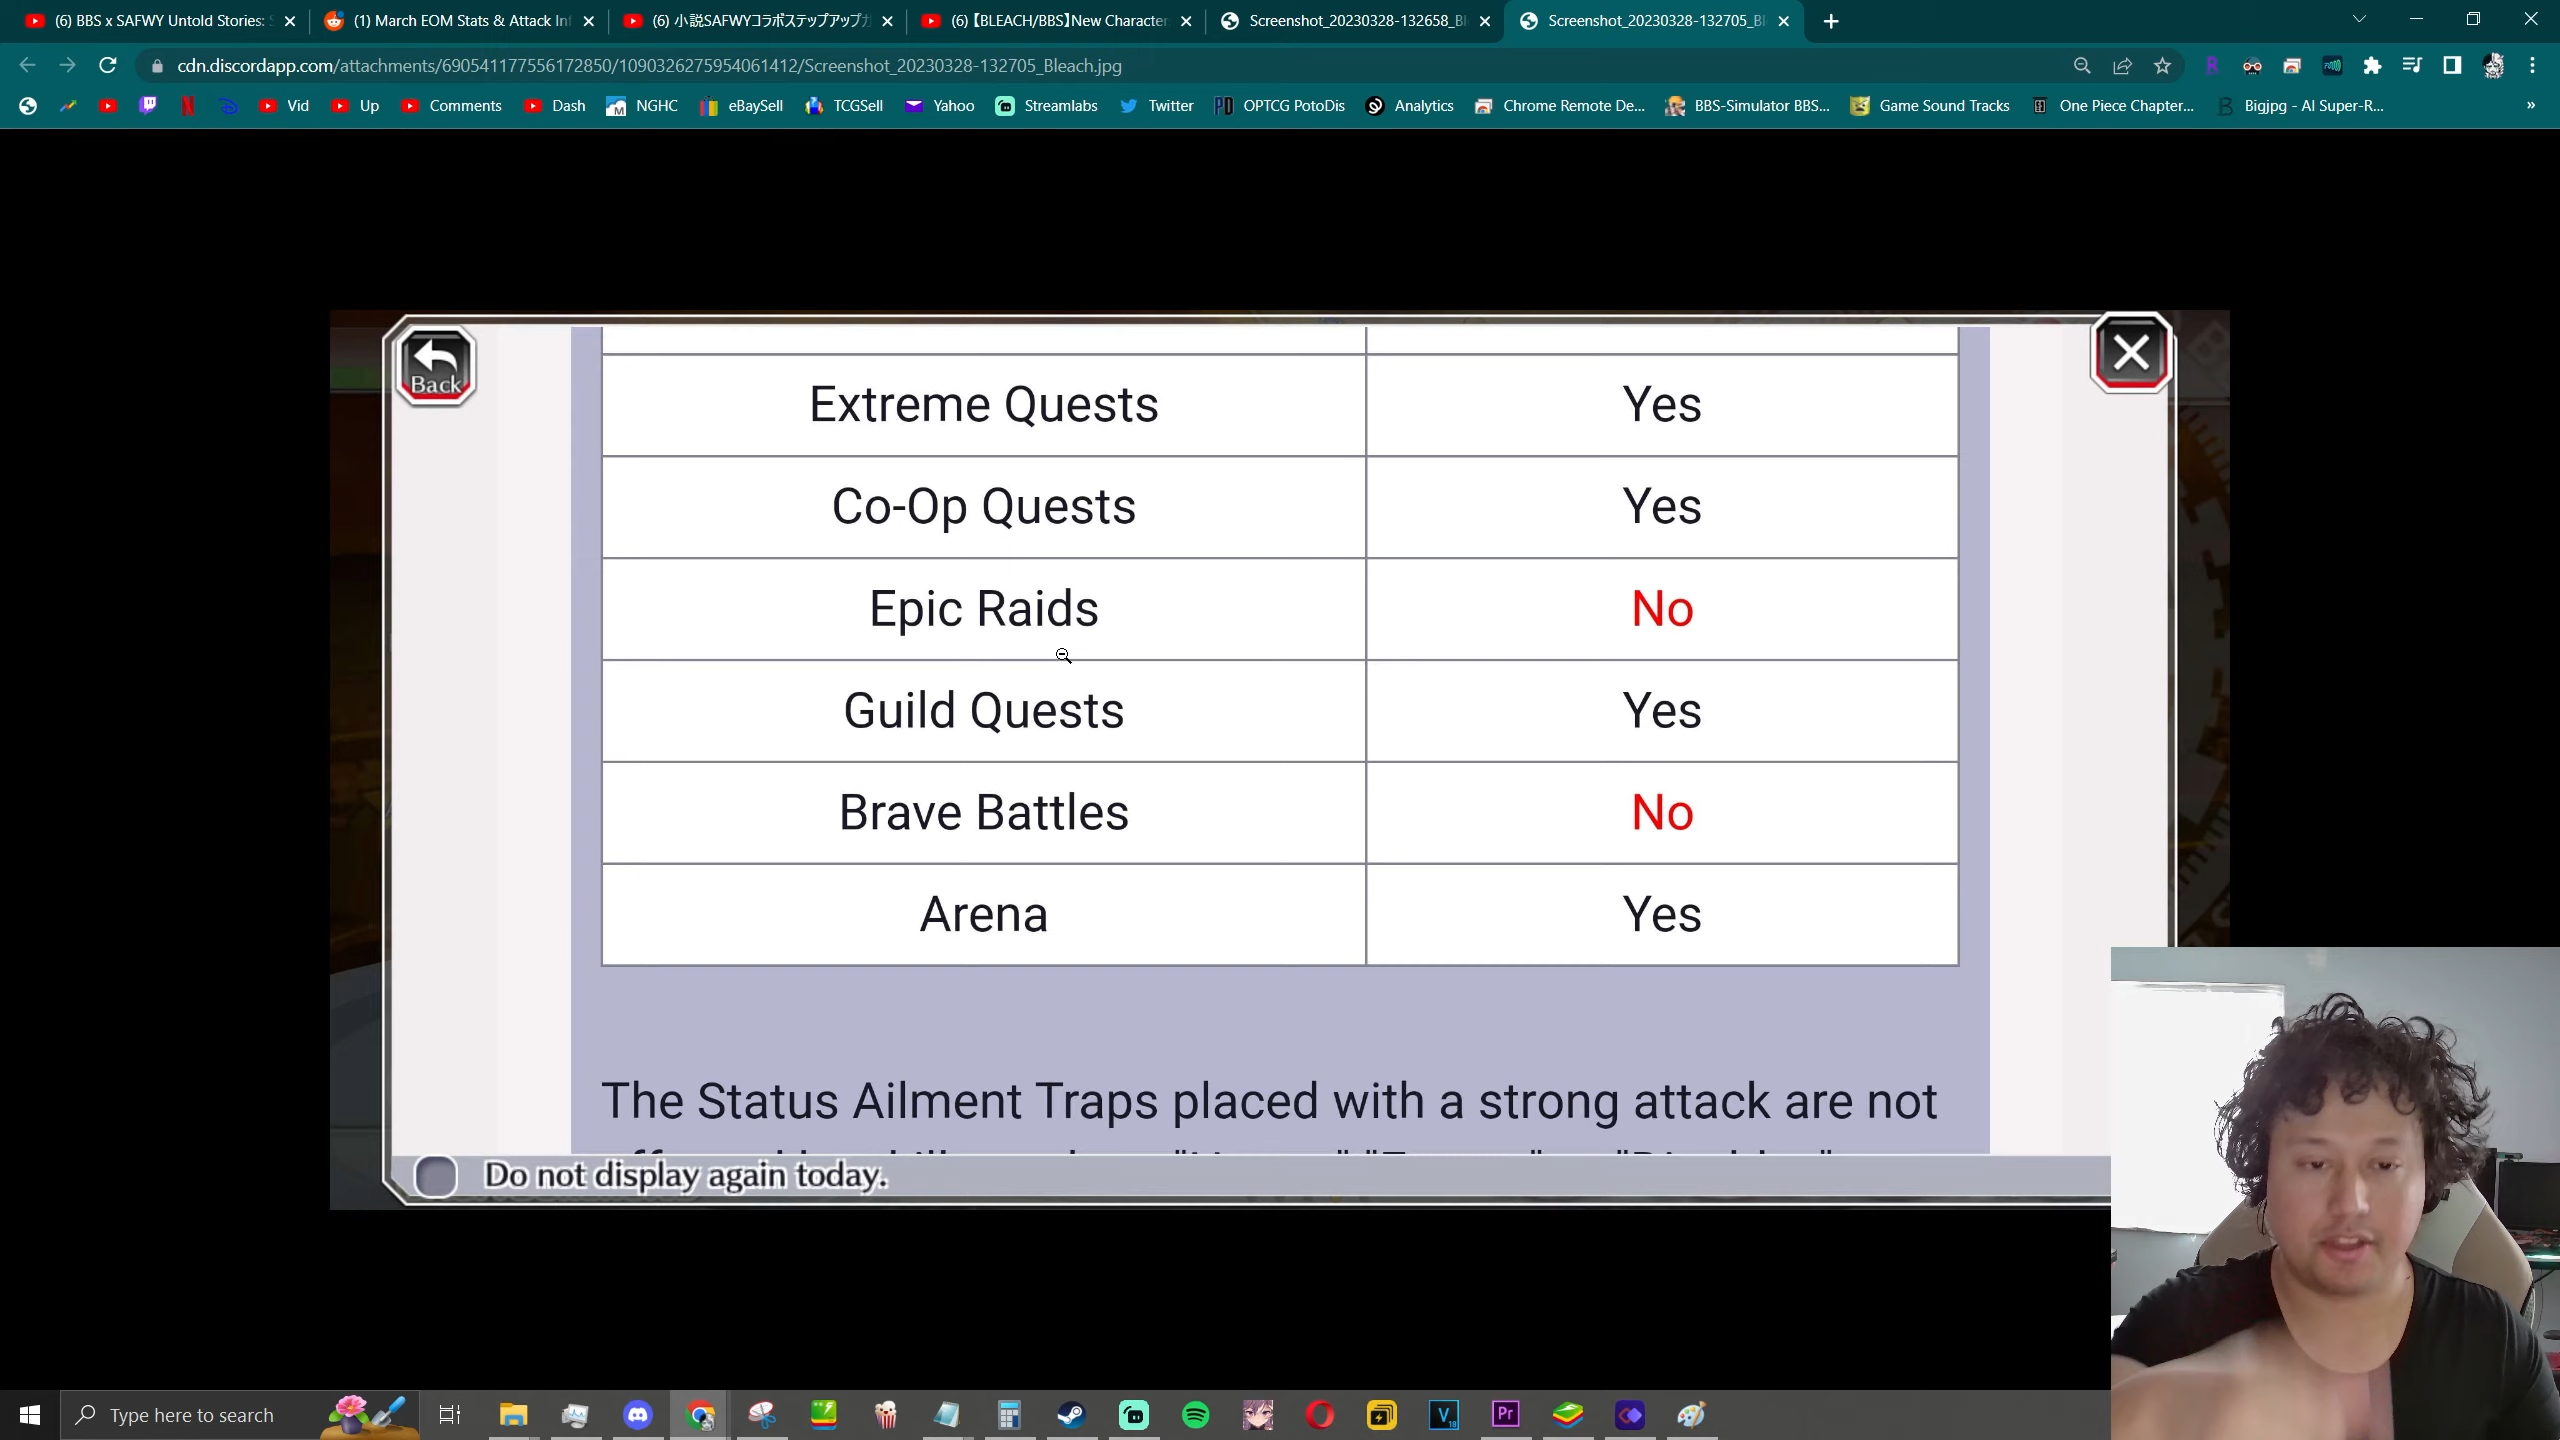 (6) BBS x SAFWY Untold Stories:
(1) March EOM Stats & Attack In
(6) 小説SAFWYコラボステップアップガ
(6) 【BLEACH/BBS】New Character
Screenshot_20230328-132658_Bl
Screenshot_20230328-132705_Bl
cdn.discordapp.com/attachments/690541177556172850/1090326275954061412/Screenshot_20230328-132705_Bleach.jpg
Vid
Up
Comments
Dash
NGHC
eBaySell
TCGSell
Yahoo
Streamlabs
Twitter
OPTCG PotoDis
Analytics
Chrome Remote De...
BBS-Simulator BBS...
Game Sound Tracks
One Piece Chapter...
Bigjpg - AI Super-R...
»
Back
Extreme Quests Yes
Co-Op Quests Yes
Epic Raids No
Guild Quests Yes
Brave Battles No
Arena Yes
The Status Ailment Traps placed with a strong attack are not
Do not display again today.
Type here to search
Pr